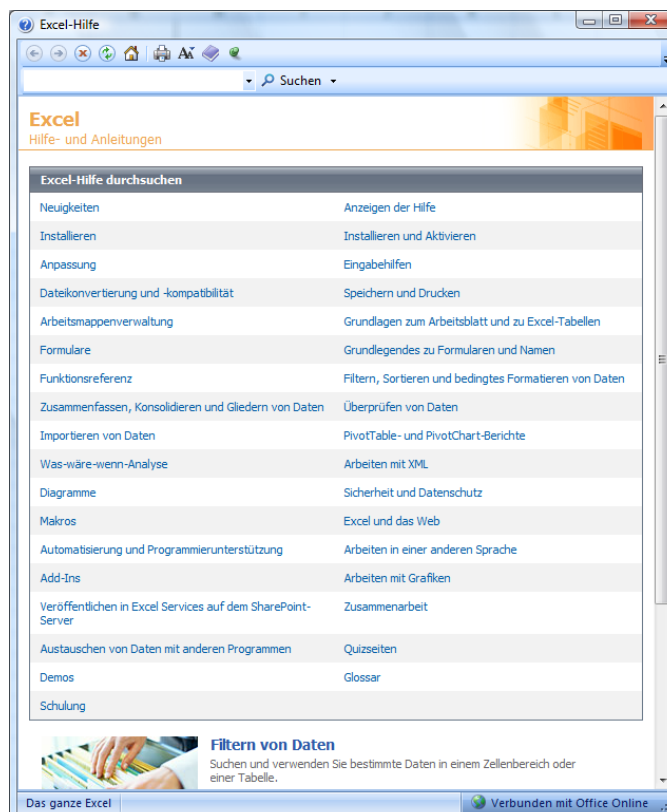 Excel-Hilfe
Suchen
Excel
Hilfe- und Anleitungen
Excel-Hilfe durchsuchen
Neuigkeiten Anzeigen der Hilfe
Installieren Installieren und Aktivieren
Anpassung Eingabehilfen
Dateikonvertierung und -kompatibilität Speichern und Drucken
Arbeitsmappenverwaltung Grundlagen zum Arbeitsblatt und zu Excel-Tabellen
Formulare Grundlegendes zu Formularen und Namen
Funktionsreferenz Filtern, Sortieren und bedingtes Formatieren von Daten
Zusammenfassen, Konsolidieren und Gliedern von Daten Überprüfen von Daten
Importieren von Daten PivotTable- und PivotChart-Berichte
Was-wäre-wenn-Analyse Arbeiten mit XML
Diagramme Sicherheit und Datenschutz
Makros Excel und das Web
Automatisierung und Programmierunterstützung Arbeiten in einer anderen Sprache
Add-Ins Arbeiten mit Grafiken
Veröffentlichen in Excel Services auf dem SharePoint- Zusammenarbeit
Server
Austauschen von Daten mit anderen Programmen Quizseiten
Demos Glossar
Schulung
Filtern von Daten
Suchen und verwenden Sie bestimmte Daten in einem Zellenbereich oder
einer Tabelle.
Das ganze Excel Verbunden mit Office Online